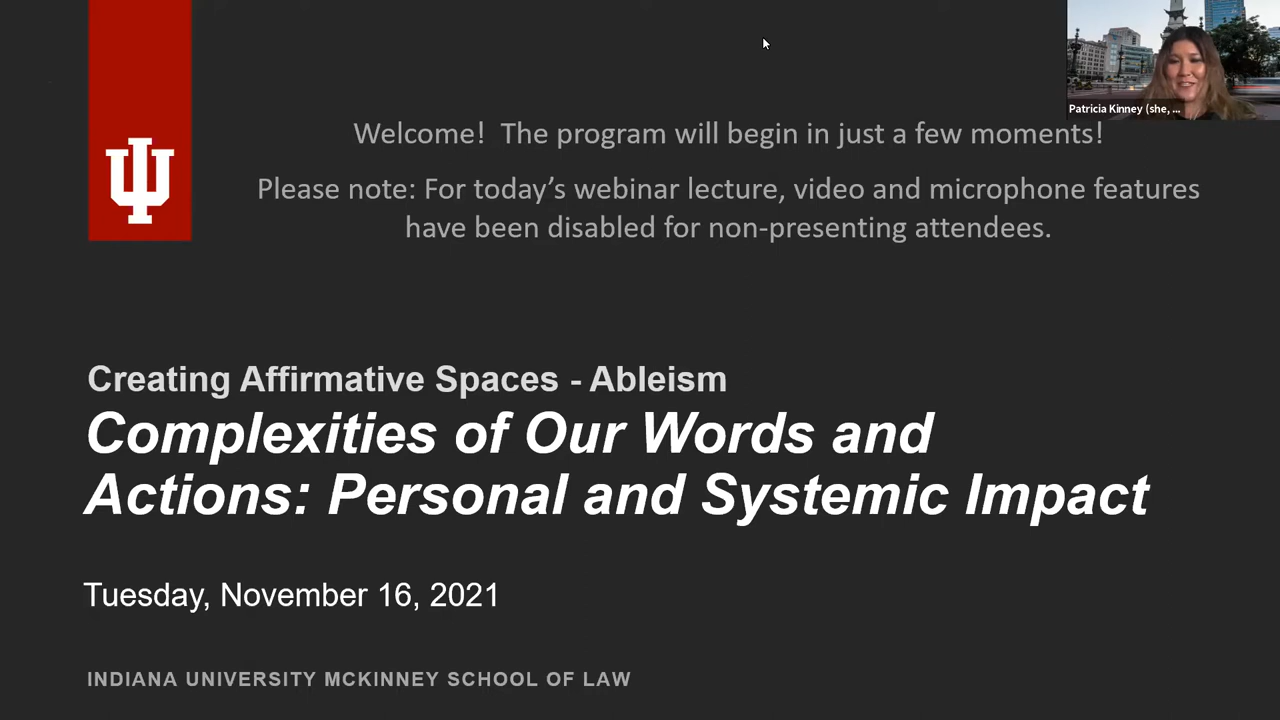 Patricia Kinney (she, ...
Welcome! The program will begin in just a few moments!
Please note: For today’s webinar lecture, video and microphone features
have been disabled for non-presenting attendees.
Creating Affirmative Spaces - Ableism
Complexities of Our Words and
Actions: Personal and Systemic Impact
Tuesday, November 16, 2021
INDIANA UNIVERSITY MCKINNEY SCHOOL OF LAW